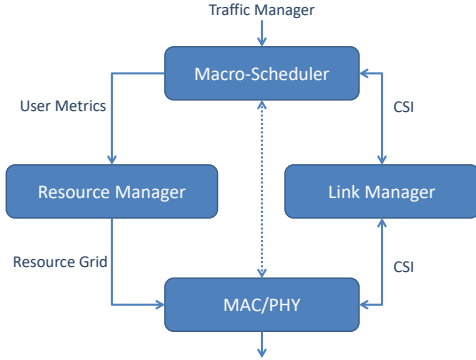 Traffic Manager
Macro-Scheduler
User Metrics
CSI
Resource Manager
Link Manager
Resource Grid
CSI
MAC/PHY